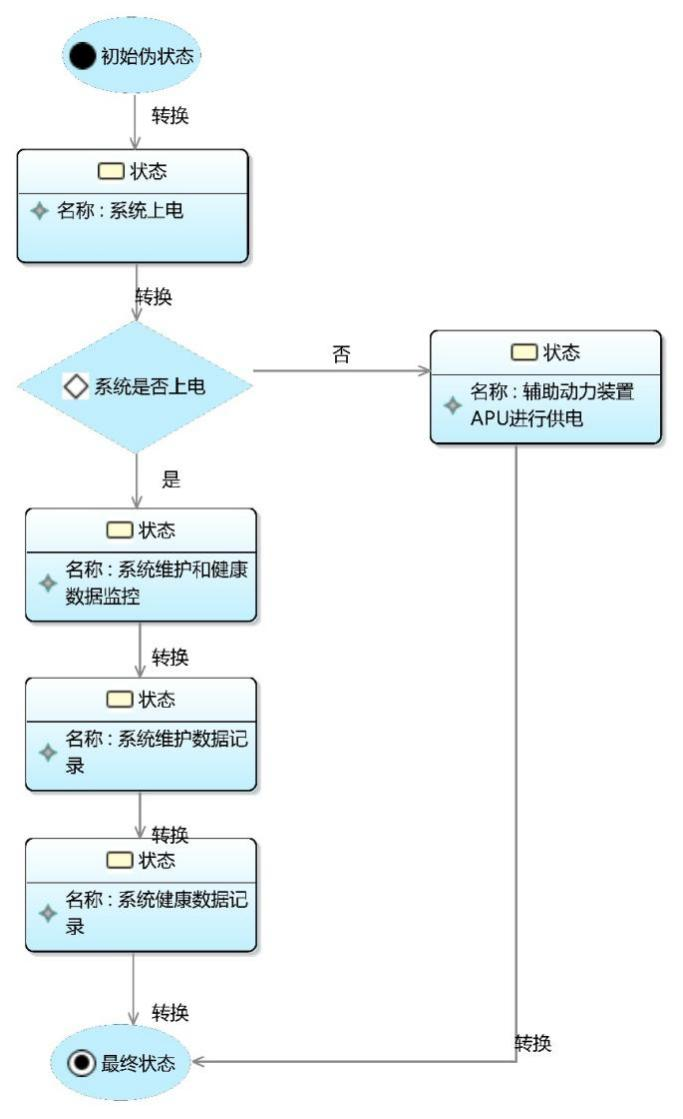 初始伪状态
转换
状态
名称 : 系统上电
转换
系统是否上电
否
状态
名称 : 辅助动力装置
APU进行供电
是
状态
名称 : 系统维护和健康
数据监控
转换
状态
名称 : 系统维护数据记
录
转换
状态
名称 : 系统健康数据记
录
转换
转换
最终状态